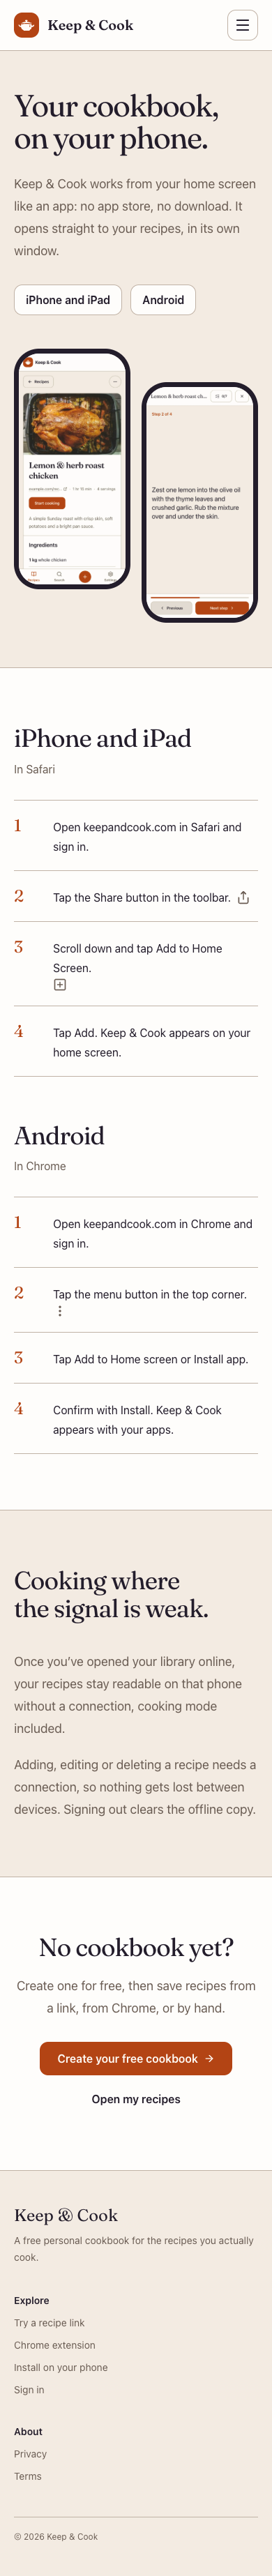 Keep & Cook
Your cookbook,
on your phone.
Keep & Cook works from your home screen
like an app: no app store, no download. It
opens straight to your recipes, in its own
window.
iPhone and iPad
Android
Keep & Cook
Recipes
Lemon & herb roast
chicken
Start cooking
A simple Sunday roast with crisp skin, soft
potatoes and a bright pan sauce.
Ingredients
1 kg whole chicken
Lemon & herb roast ch...
Step 2 of 4
Zest one lemon into the olive oil
with the thyme leaves and
crushed garlic. Rub the mixture
over and under the skin.
Previous
Next step
iPhone and iPad
In Safari
1
Open keepandcook.com in Safari and
sign in.
2
Tap the Share button in the toolbar.
3
Scroll down and tap Add to Home
Screen.
4
Tap Add. Keep & Cook appears on your
home screen.
Android
In Chrome
1
Open keepandcook.com in Chrome and
sign in.
2
Tap the menu button in the top corner.
3
Tap Add to Home screen or Install app.
4
Confirm with Install. Keep & Cook
appears with your apps.
Cooking where
the signal is weak.
Once you've opened your library online,
your recipes stay readable on that phone
without a connection, cooking mode
included.
Adding, editing or deleting a recipe needs a
connection, so nothing gets lost between
devices. Signing out clears the offline copy.
No cookbook yet?
Create one for free, then save recipes from
a link, from Chrome, or by hand.
Create your free cookbook
Open my recipes
Keep & Cook
A free personal cookbook for the recipes you actually
cook.
Explore
Try a recipe link
Chrome extension
Install on your phone
Sign in
About
Privacy
Terms
© 2026 Keep & Cook